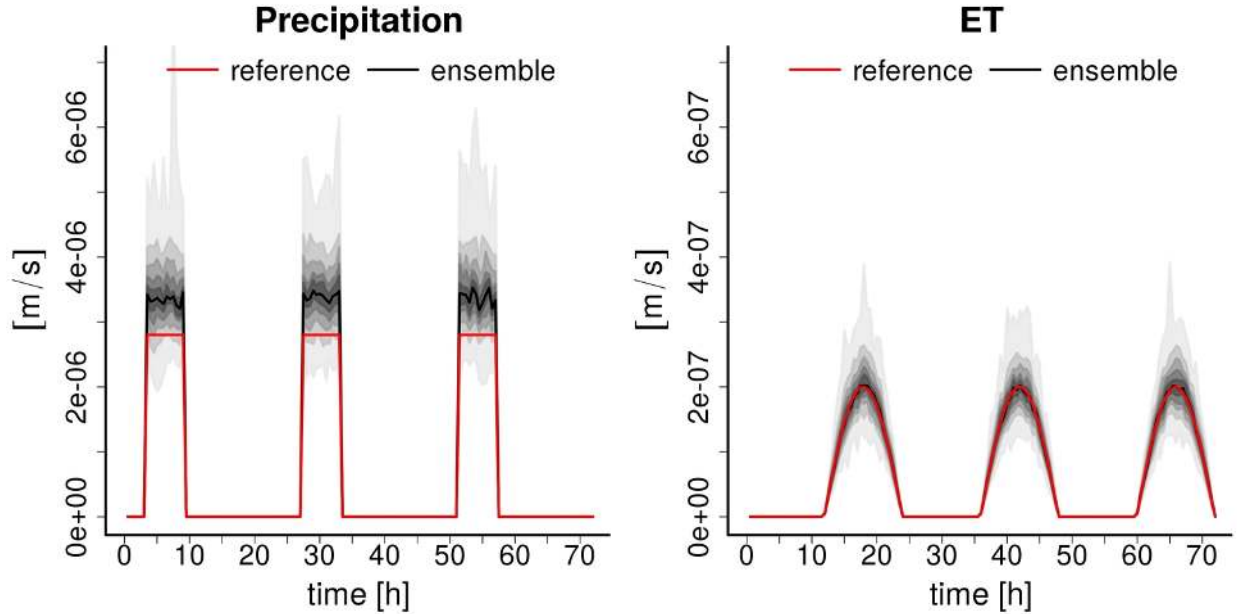 Precipitation
reference ensemble
[m/s]
6e-06
4e-06
2e-06
0e+00
0 10 20 30 40 50 60 70
time [h]
ET
reference ensemble
[m/s]
6e-07
4e-07
2e-07
0e+00
0 10 20 30 40 50 60 70
time [h]